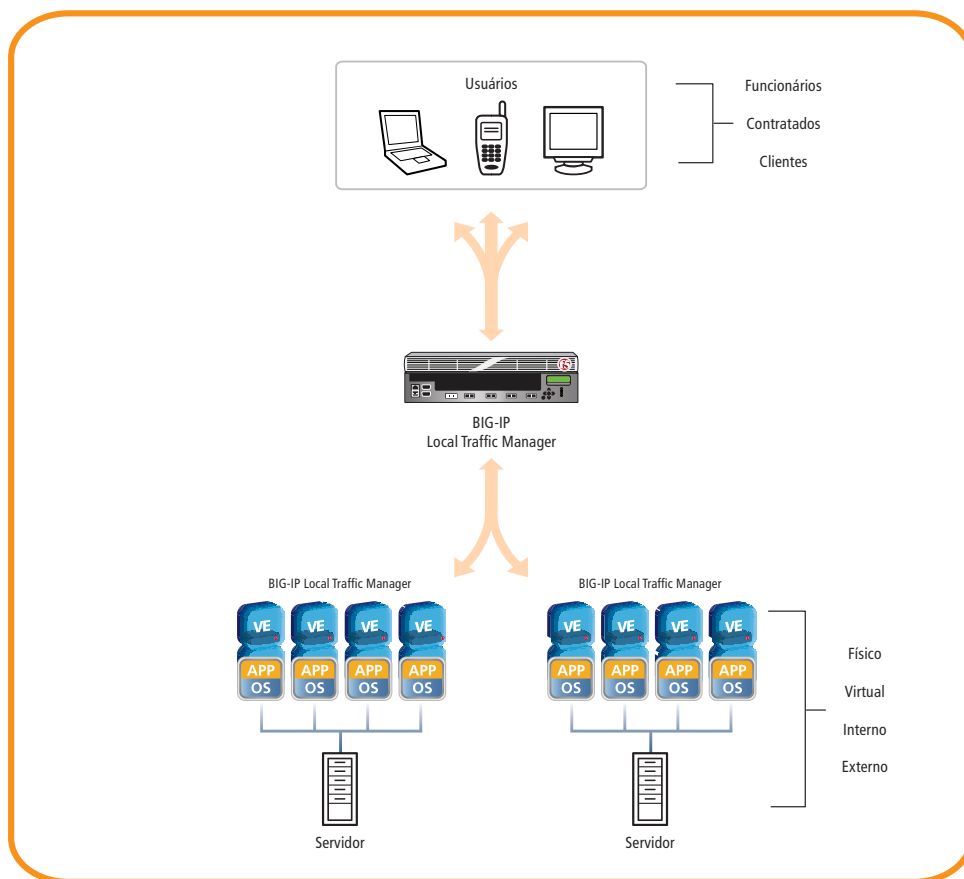 Usuários
Funcionários
Contratados
Clientes
f5
BIG-IP
Local Traffic Manager
BIG-IP Local Traffic Manager
BIG-IP Local Traffic Manager
VE VE VE VE
VE VE VE VE
APP APP APP APP
APP APP APP APP
OS OS OS OS
OS OS OS OS
Físico
Virtual
Interno
Externo
Servidor
Servidor